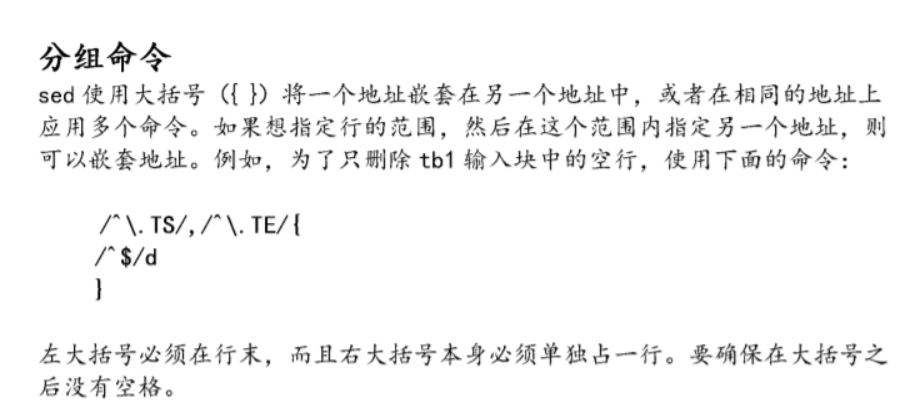 分组命令
sed 使用大括号（{ }）将一个地址嵌套在另一个地址中，或者在相同的地址上
应用多个命令。如果想指定行的范围，然后在这个范围内指定另一个地址，则
可以嵌套地址。例如，为了只删除 tb1 输入块中的空行，使用下面的命令：
/^\.TS/,/^\.TE/{
/^$/d
}
左大括号必须在行末，而且右大括号本身必须单独占一行。要确保在大括号之
后没有空格。